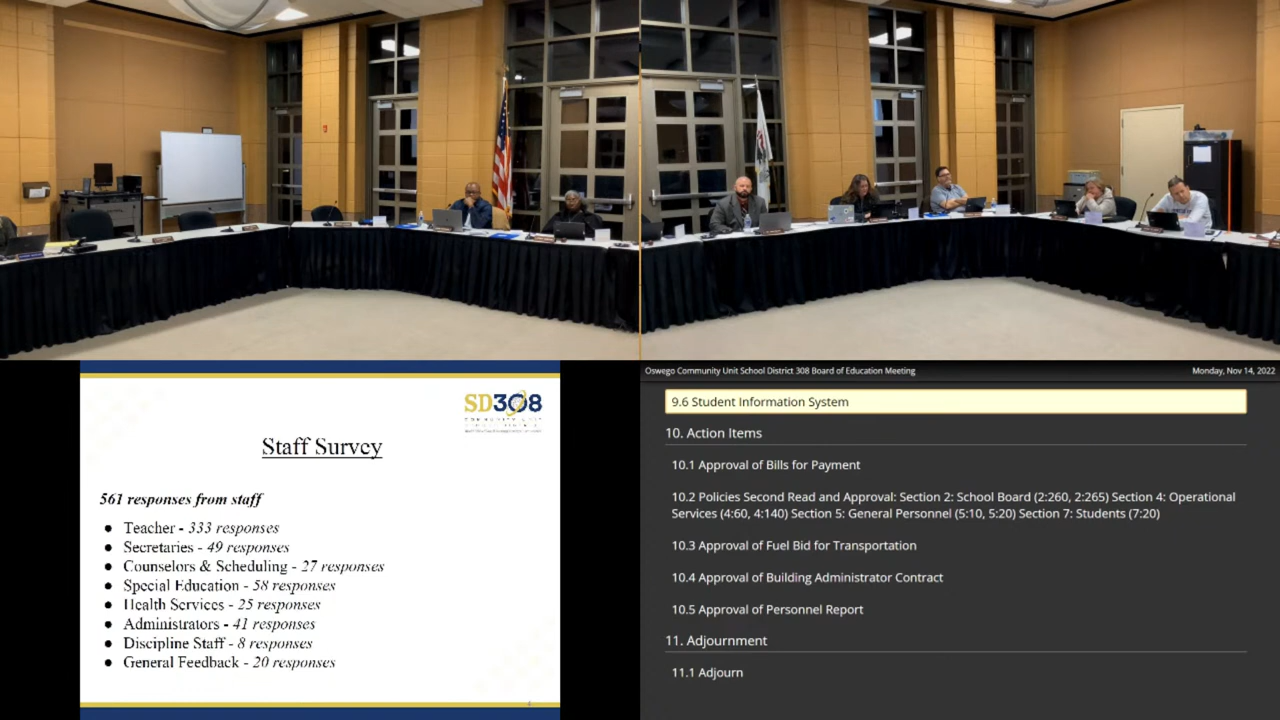 SD308
Staff Survey
561 responses from staff
● Teacher - 333 responses
● Secretaries - 49 responses
● Counselors & Scheduling - 27 responses
● Special Education - 58 responses
● Health Services - 25 responses
● Administrators - 41 responses
● Discipline Staff - 8 responses
● General Feedback - 20 responses
4
Oswego Community Unit School District 308 Board of Education Meeting
Monday, Nov 14, 2022
9.6 Student Information System
10. Action Items
10.1 Approval of Bills for Payment
10.2 Policies Second Read and Approval: Section 2: School Board (2:260, 2:265) Section 4: Operational
Services (4:60, 4:140) Section 5: General Personnel (5:10, 5:20) Section 7: Students (7:20)
10.3 Approval of Fuel Bid for Transportation
10.4 Approval of Building Administrator Contract
10.5 Approval of Personnel Report
11. Adjournment
11.1 Adjourn